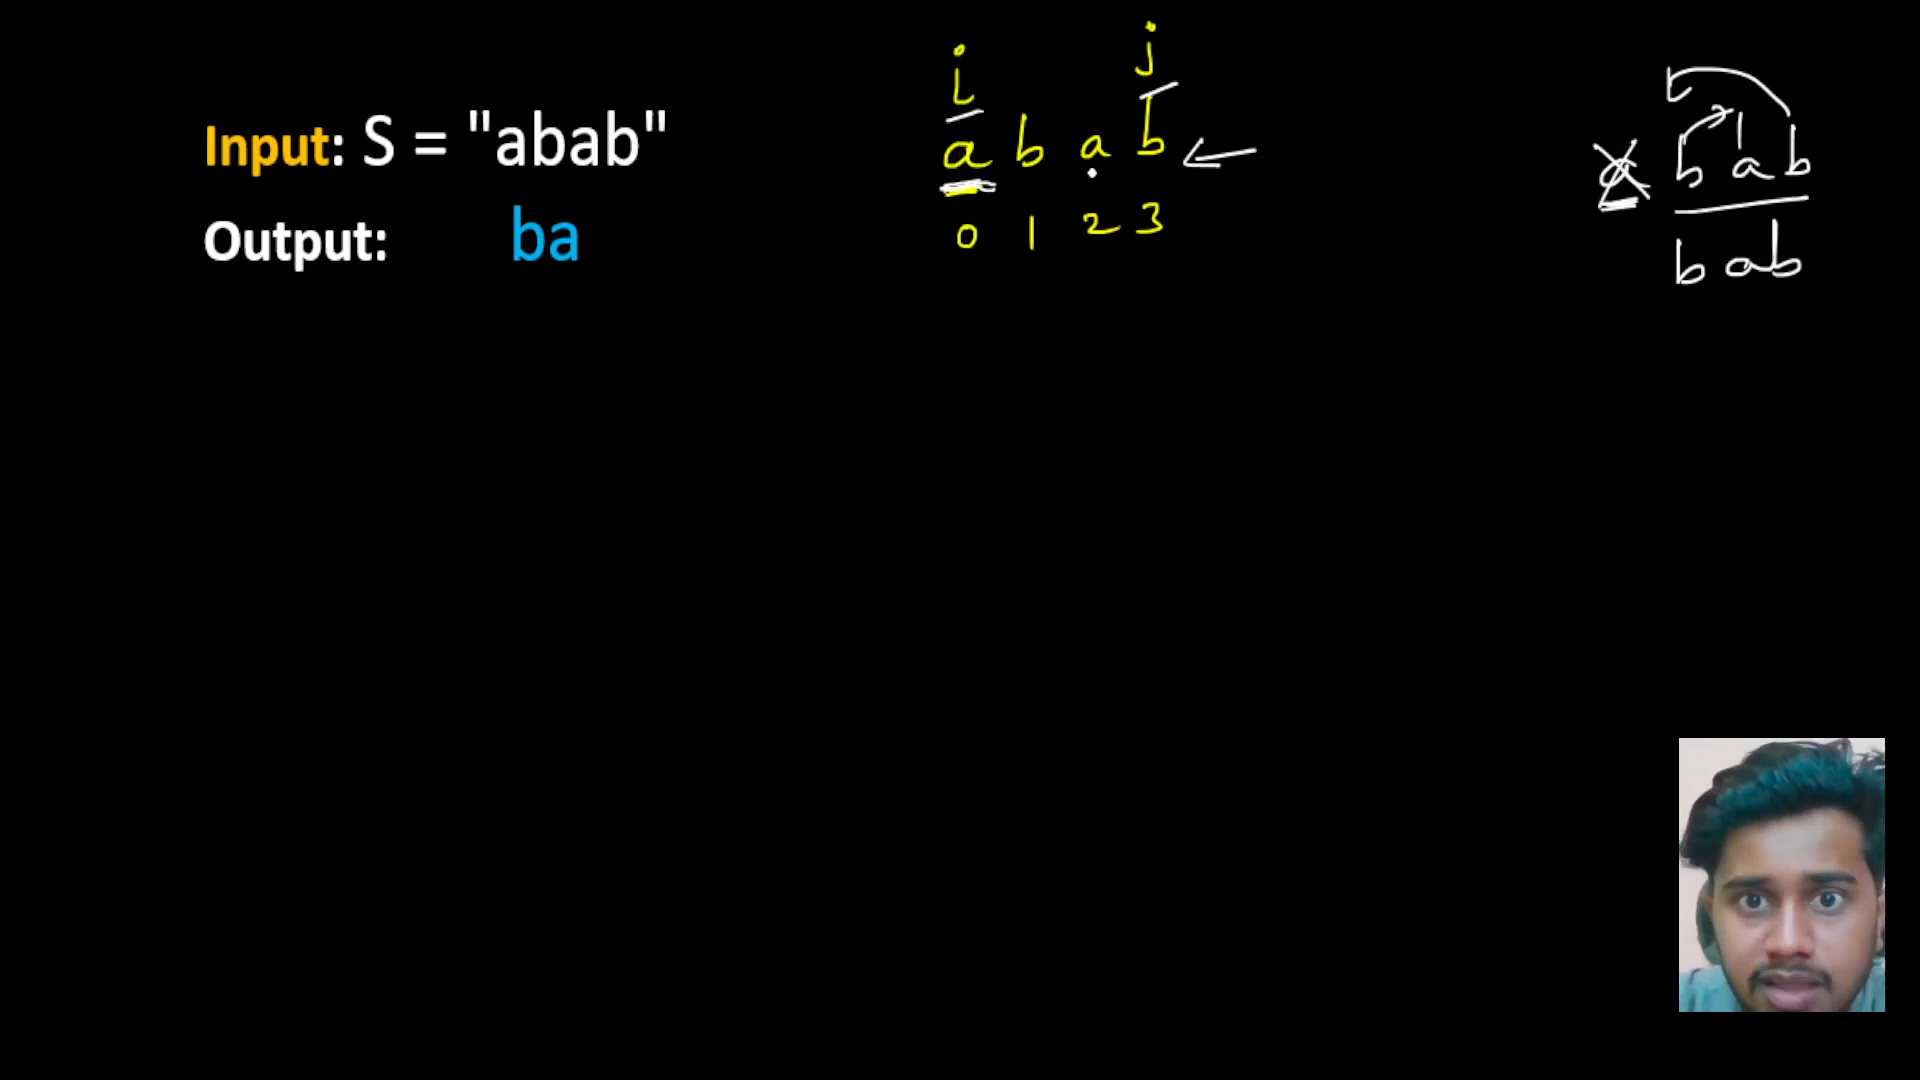 Input: S = "abab"
Output: ba
i j
a b a b
0 1 2 3
a b a b
b a b